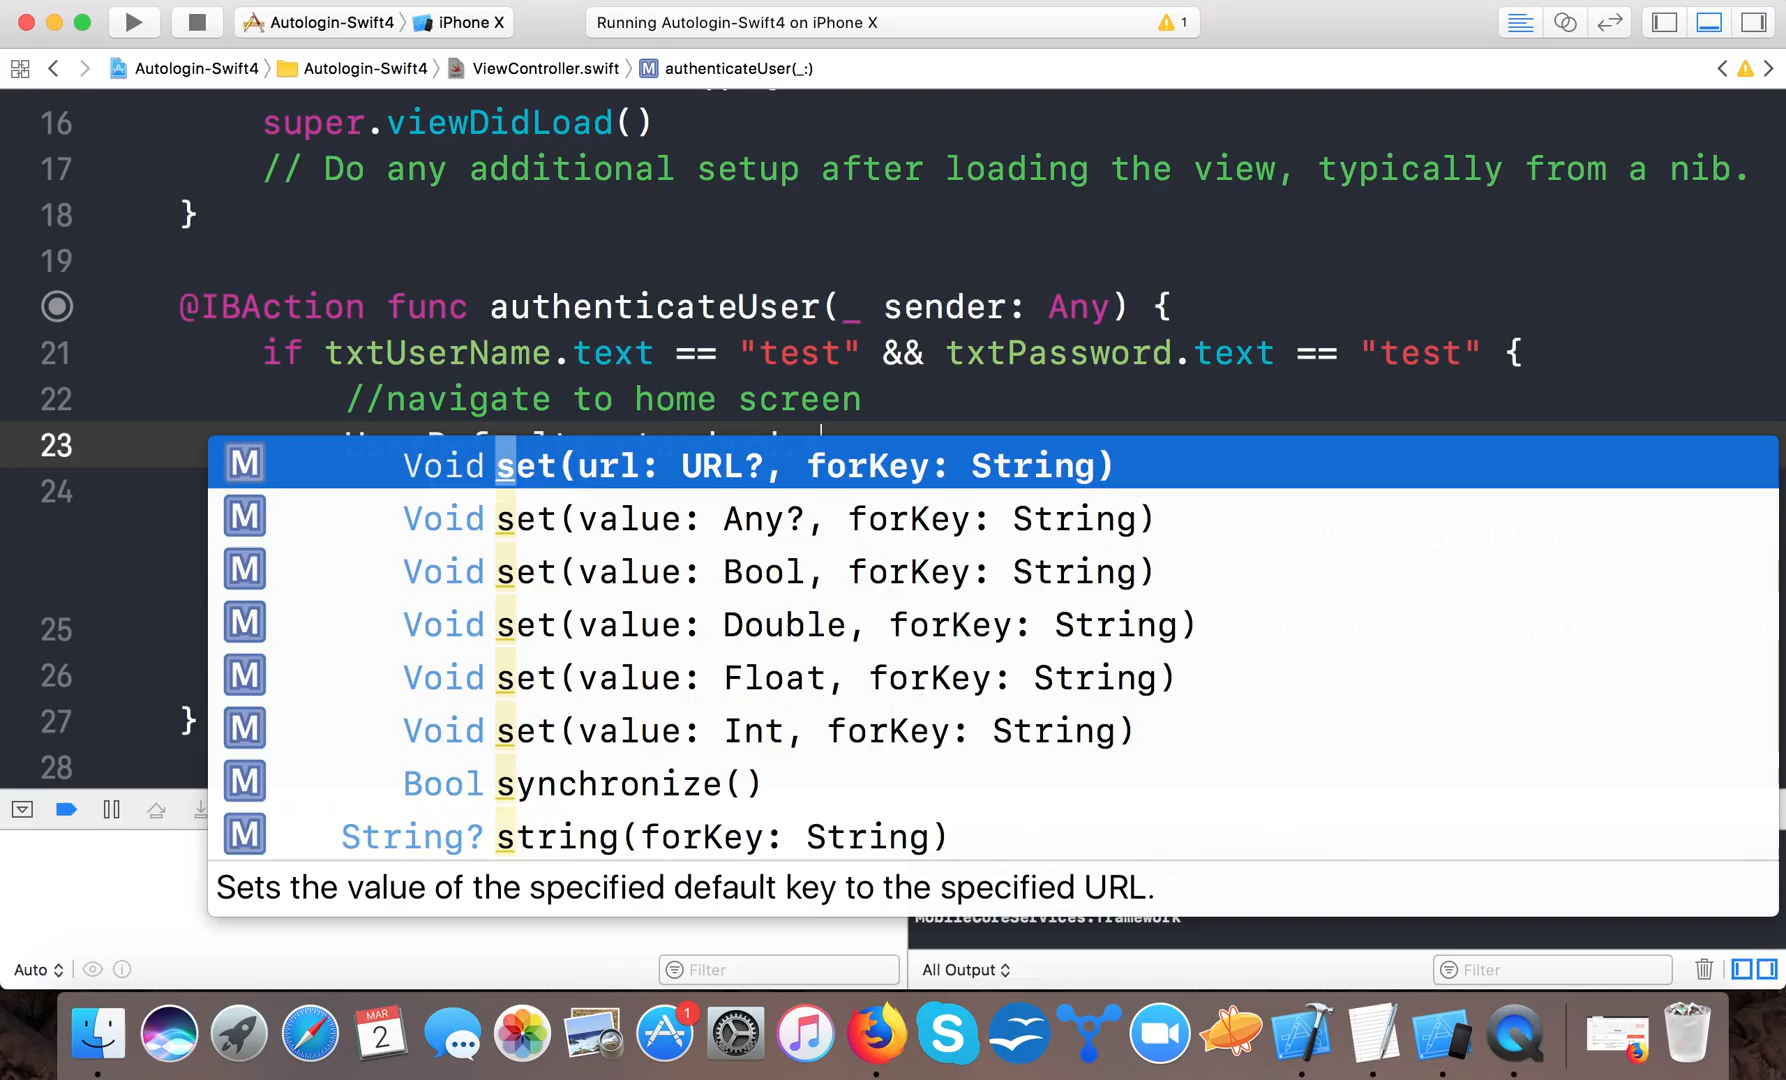 Autologin-Swift4 〉 iPhone X
Running Autologin-Swift4 on iPhone X
1
Autologin-Swift4 〉 Autologin-Swift4 〉 ViewController.swift 〉 M authenticateUser(_:)
16 super.viewDidLoad()
17 // Do any additional setup after loading the view, typically from a nib.
18 }
19
@IBAction func authenticateUser(_ sender: Any) {
21 if txtUserName.text == "test" && txtPassword.text == "test" {
22 //navigate to home screen
23
M Void set(url: URL?, forKey: String)
24
M Void set(value: Any?, forKey: String)
(withIdentifier:
M Void set(value: Bool, forKey: String)
25
M Void set(value: Double, forKey: String)
(homeVc, animated: )
26
M Void set(value: Float, forKey: String)
27 }
M Void set(value: Int, forKey: String)
28
M Bool synchronize()
M String? string(forKey: String)
Sets the value of the specified default key to the specified URL.
MobileCoreServices.framework
Auto
Filter
All Output
Filter
MAR
2
1